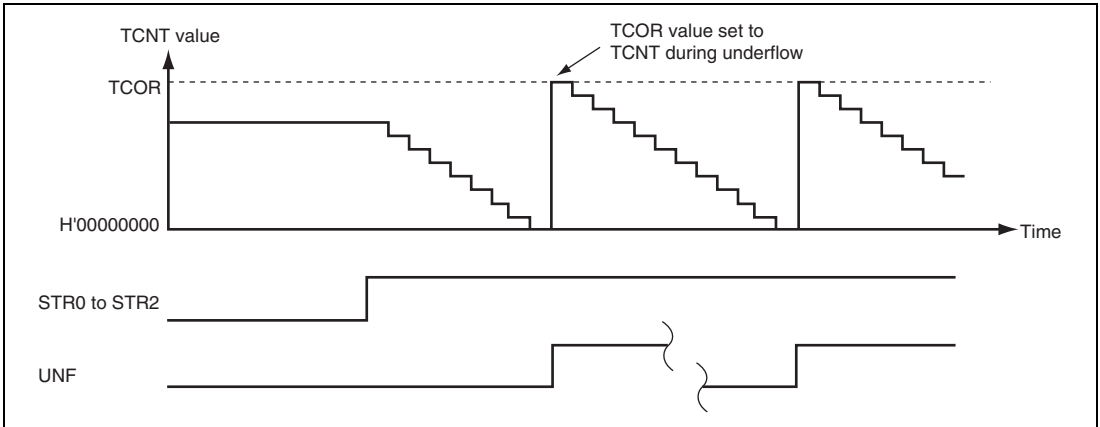 TCNT value
TCOR value set to
TCNT during underflow
TCOR
H'00000000
Time
STR0 to STR2
UNF